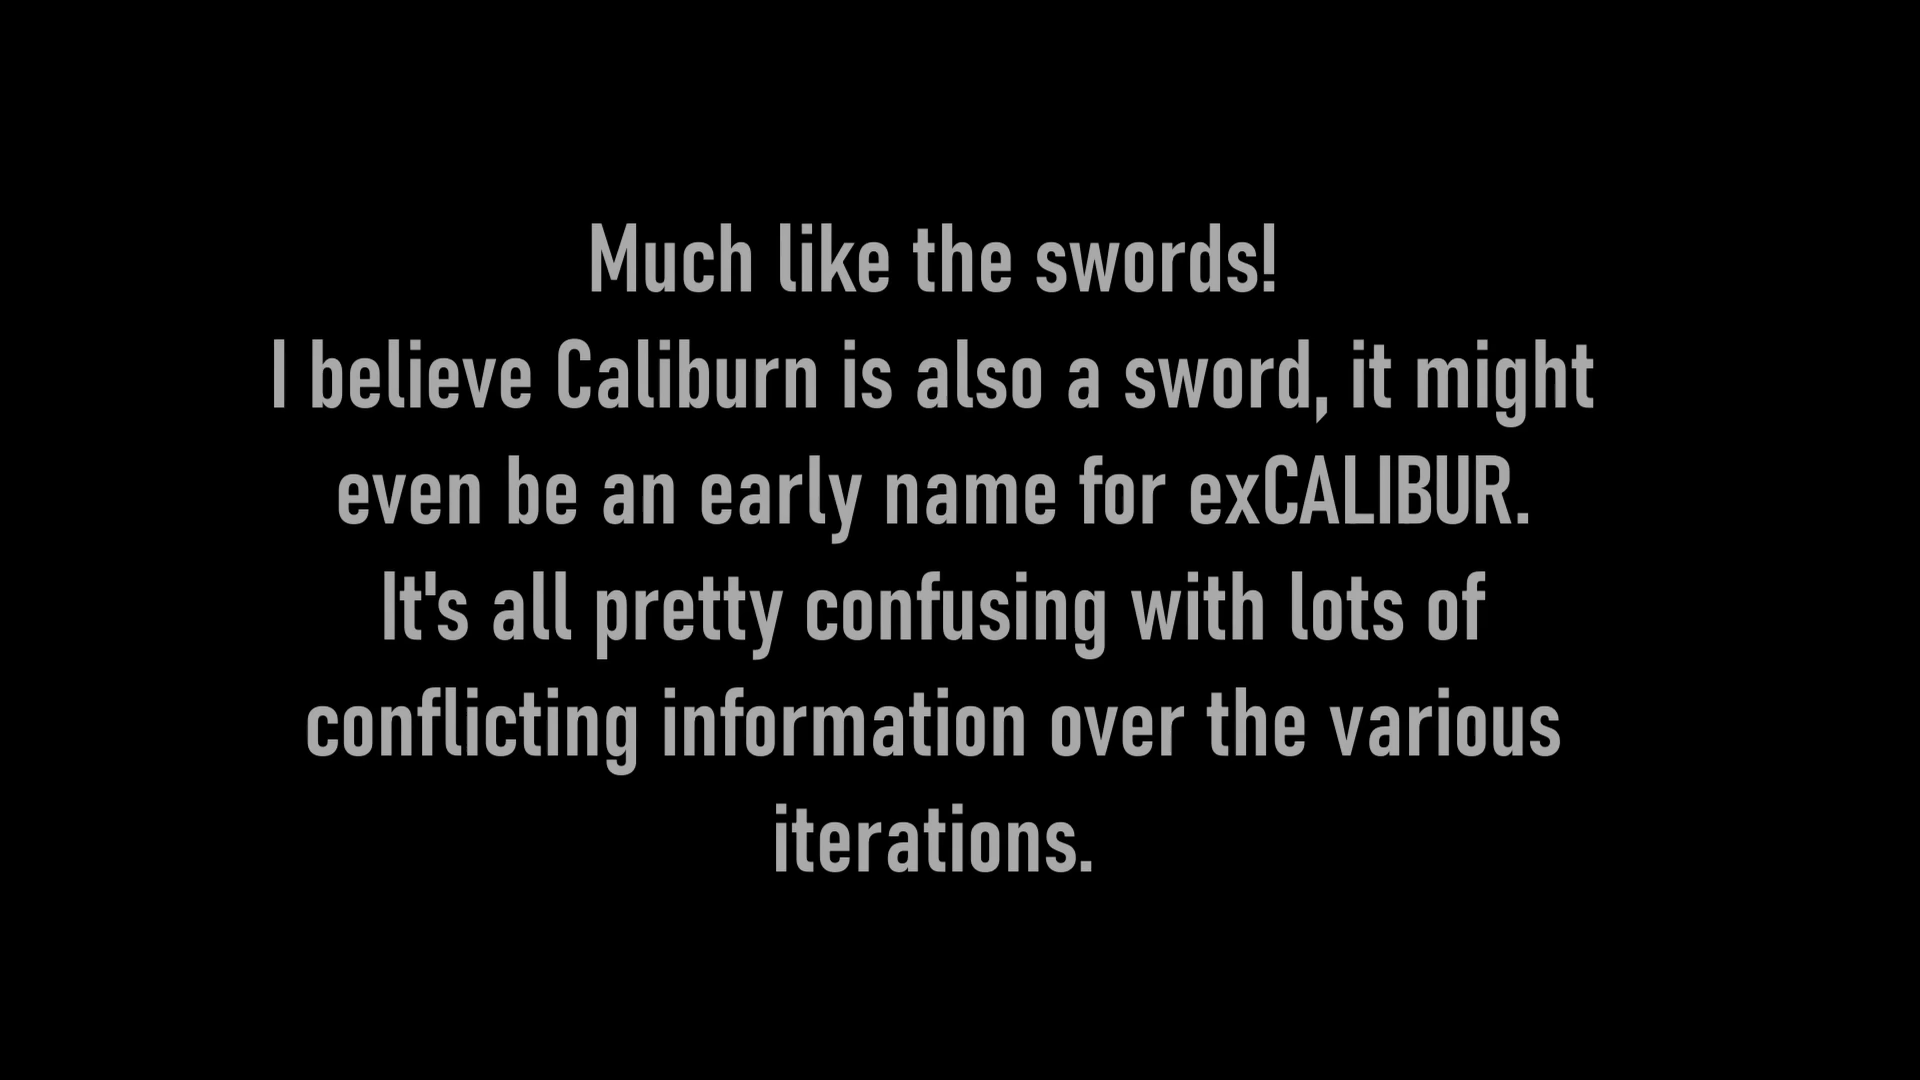 Much like the swords!
I believe Caliburn is also a sword, it might
even be an early name for exCALIBUR.
It's all pretty confusing with lots of
conflicting information over the various
iterations.